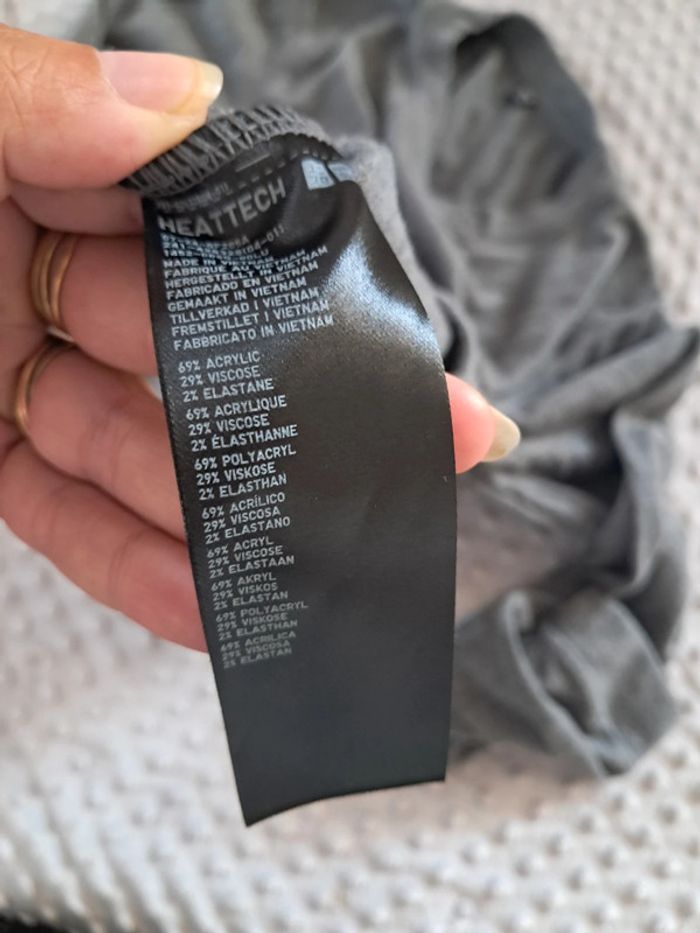 HEATTECH
MADE IN
FABRIQUÉ AU VIETNAM
HERGESTELLT IN VIETNAM
FABRICADO EN VIETNAM
GEMAAKT IN VIETNAM
TILLVERKAD I VIETNAM
FREMSTILLET I VIETNAM
FABBRICATO IN VIETNAM
69% ACRYLIC
29% VISCOSE
2% ELASTANE
69% ACRYLIQUE
29% VISCOSE
2% ÉLASTHANNE
69% POLYACRYL
29% VISKOSE
2% ELASTHAN
69% ACRÍLICO
29% VISCOSA
2% ELASTANO
69% ACRYL
29% VISCOSE
2% ELASTAAN
69% AKRYL
29% VISKOS
2% ELASTAN
69% POLYACRYL
29% VISKOSE
2% ELASTHAN
69% ACRILICA
29% VISCOSA
2% ELASTAN